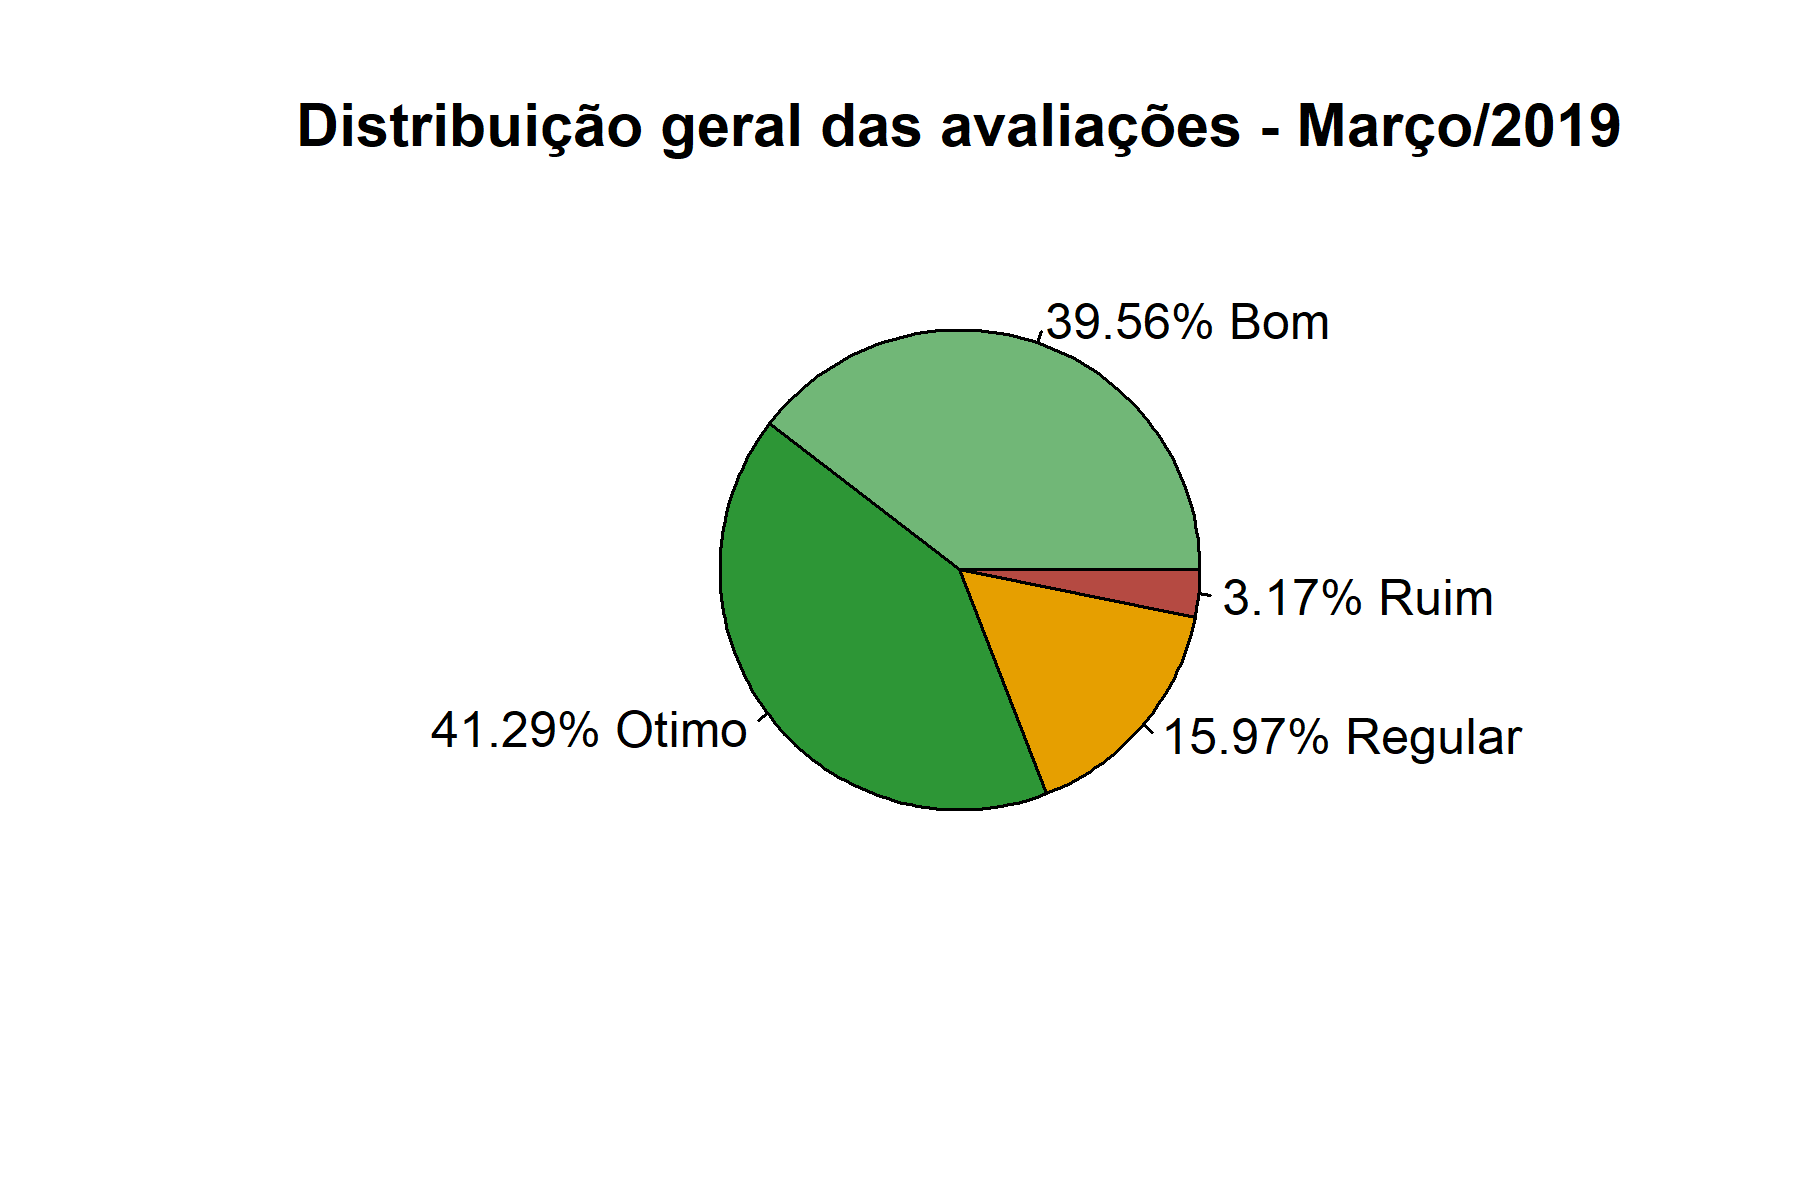 Distribuição geral das avaliações - Março/2019
39.56% Bom
3.17% Ruim
41.29% Otimo
15.97% Regular